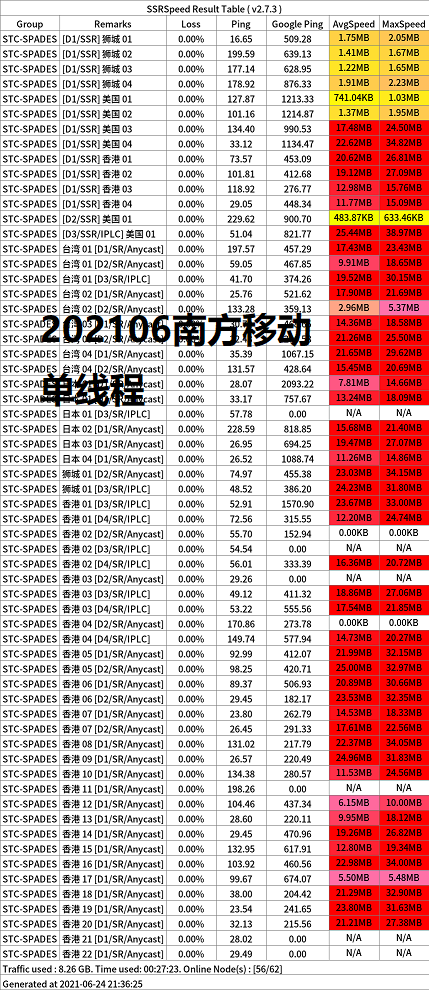 SSRSpeed Result Table ( v2.7.3 )
Group Remarks Loss Ping Google Ping AvgSpeed MaxSpeed
STC-SPADES [D1/SSR] 狮城 01 0.00% 16.65 509.28 1.75MB 2.05MB
STC-SPADES [D1/SSR] 狮城 02 0.00% 199.59 639.13 1.41MB 1.67MB
STC-SPADES [D1/SSR] 狮城 03 0.00% 177.14 628.95 1.22MB 1.65MB
STC-SPADES [D1/SSR] 狮城 04 0.00% 178.92 876.33 1.91MB 2.23MB
STC-SPADES [D1/SSR] 美国 01 0.00% 127.87 1213.33 741.04KB 1.03MB
STC-SPADES [D1/SSR] 美国 02 0.00% 101.16 1214.87 1.37MB 1.95MB
STC-SPADES [D1/SSR] 美国 03 0.00% 134.40 990.53 17.48MB 24.50MB
STC-SPADES [D1/SSR] 美国 04 0.00% 33.12 1134.47 22.62MB 34.82MB
STC-SPADES [D1/SSR] 香港 01 0.00% 73.57 453.09 20.52MB 26.81MB
STC-SPADES [D1/SSR] 香港 02 0.00% 101.98 448.13 19.12MB 27.09MB
STC-SPADES [D1/SSR] 香港 03 0.00% 118.92 276.77 12.98MB 15.76MB
STC-SPADES [D1/SSR] 香港 04 0.00% 29.05 448.34 11.77MB 15.09MB
STC-SPADES [D2/SSR] 美国 01 0.00% 229.62 900.70 483.87KB 633.46KB
STC-SPADES [D3/SSR/IPLC] 美国 01 0.00% 51.04 821.77 25.44MB 38.97MB
STC-SPADES 台湾 01 [D1/SR/Anycast] 0.00% 197.57 457.29 17.42MB 23.43MB
STC-SPADES 台湾 01 [D2/SR/Anycast] 0.00% 59.05 467.85 9.91MB 18.65MB
STC-SPADES 台湾 01 [D3/SR/IPLC] 0.00% 41.70 374.26 19.52MB 30.15MB
STC-SPADES 台湾 02 [D1/SR/Anycast] 0.00% 25.76 521.62 17.90MB 21.69MB
STC-SPADES 台湾 02 [D2/SR/Anycast] 0.00% 133.28 359.13 2.96MB 5.37MB
STC-SPADES 台湾 03 [D1/SR/Anycast] 0.00% 14.36MB 18.58MB
2021.06南方移动
STC-SPADES 台湾 [D2/SR/Anycast] 0.00% 21.26MB 25.50MB
STC-SPADES 台湾 04 [D1/SR/Anycast] 0.00% 35.39 1067.15 21.65MB 29.62MB
STC-SPADES 台湾 04 [D2/SR/Anycast] 0.00% 131.57 428.64 15.45MB 20.69MB
STC-SPADES 日本 [D1/SR/Anycast] 0.00% 28.07 2093.22 7.81MB 14.66MB
单线程
STC-SPADES [D2/SR/Anycast] 0.00% 33.17 757.67 13.24MB 18.09MB
STC-SPADES 日本 01 [D3/SR/IPLC] 0.00% 57.78 0.00 N/A N/A
STC-SPADES 日本 02 [D1/SR/Anycast] 0.00% 228.59 818.85 15.68MB 21.40MB
STC-SPADES 日本 03 [D1/SR/Anycast] 0.00% 26.95 694.25 19.47MB 27.07MB
STC-SPADES 日本 04 [D1/SR/Anycast] 0.00% 26.52 1088.74 11.26MB 14.86MB
STC-SPADES 狮城 01 [D2/SR/Anycast] 0.00% 74.97 455.38 23.03MB 34.15MB
STC-SPADES 狮城 01 [D3/SR/IPLC] 0.00% 48.52 386.20 24.23MB 31.80MB
STC-SPADES 香港 01 [D3/SR/IPLC] 0.00% 52.91 1570.90 23.67MB 33.00MB
STC-SPADES 香港 01 [D4/SR/IPLC] 0.00% 72.56 315.55 12.20MB 24.74MB
STC-SPADES 香港 02 [D2/SR/Anycast] 0.00% 55.70 152.94 0.00KB 0.00KB
STC-SPADES 香港 02 [D3/SR/IPLC] 0.00% 54.54 0.00 N/A N/A
STC-SPADES 香港 02 [D4/SR/IPLC] 0.00% 56.01 333.39 16.36MB 20.72MB
STC-SPADES 香港 03 [D2/SR/Anycast] 0.00% 29.26 0.00 N/A N/A
STC-SPADES 香港 03 [D3/SR/IPLC] 0.00% 49.12 411.32 18.86MB 27.06MB
STC-SPADES 香港 03 [D4/SR/IPLC] 0.00% 53.22 555.56 17.54MB 21.85MB
STC-SPADES 香港 04 [D2/SR/Anycast] 0.00% 170.86 273.78 0.00KB 0.00KB
STC-SPADES 香港 04 [D4/SR/IPLC] 0.00% 149.74 577.94 14.73MB 20.27MB
STC-SPADES 香港 05 [D1/SR/Anycast] 0.00% 92.99 412.07 21.99MB 32.15MB
STC-SPADES 香港 05 [D2/SR/Anycast] 0.00% 98.25 420.71 25.00MB 32.97MB
STC-SPADES 香港 06 [D1/SR/Anycast] 0.00% 89.37 506.93 20.89MB 30.66MB
STC-SPADES 香港 06 [D2/SR/Anycast] 0.00% 29.45 182.17 23.53MB 32.35MB
STC-SPADES 香港 07 [D1/SR/Anycast] 0.00% 23.80 262.79 14.53MB 18.33MB
STC-SPADES 香港 07 [D2/SR/Anycast] 0.00% 26.45 291.33 17.61MB 22.56MB
STC-SPADES 香港 08 [D1/SR/Anycast] 0.00% 131.02 217.79 22.37MB 34.05MB
STC-SPADES 香港 09 [D1/SR/Anycast] 0.00% 26.57 220.49 24.96MB 31.83MB
STC-SPADES 香港 10 [D1/SR/Anycast] 0.00% 134.38 280.57 11.53MB 24.56MB
STC-SPADES 香港 11 [D1/SR/Anycast] 0.00% 198.26 0.00 N/A N/A
STC-SPADES 香港 12 [D1/SR/Anycast] 0.00% 104.46 437.34 6.15MB 10.00MB
STC-SPADES 香港 13 [D1/SR/Anycast] 0.00% 28.60 220.11 9.95MB 18.12MB
STC-SPADES 香港 14 [D1/SR/Anycast] 0.00% 29.45 470.96 19.26MB 26.82MB
STC-SPADES 香港 15 [D1/SR/Anycast] 0.00% 132.95 617.91 12.80MB 19.34MB
STC-SPADES 香港 16 [D1/SR/Anycast] 0.00% 103.92 460.56 22.98MB 34.00MB
STC-SPADES 香港 17 [D1/SR/Anycast] 0.00% 99.67 674.07 5.50MB 5.48MB
STC-SPADES 香港 18 [D1/SR/Anycast] 0.00% 38.00 204.42 21.29MB 32.90MB
STC-SPADES 香港 19 [D1/SR/Anycast] 0.00% 23.54 241.65 23.80MB 31.63MB
STC-SPADES 香港 20 [D1/SR/Anycast] 0.00% 32.13 215.56 21.21MB 27.38MB
STC-SPADES 香港 21 [D1/SR/Anycast] 0.00% 28.02 0.00 N/A N/A
STC-SPADES 香港 22 [D1/SR/Anycast] 0.00% 29.49 0.00 N/A N/A
Traffic used : 8.26 GB. Time used: 00:27:23. Online Node(s) : [56/62]
Generated at 2021-06-24 21:36:25